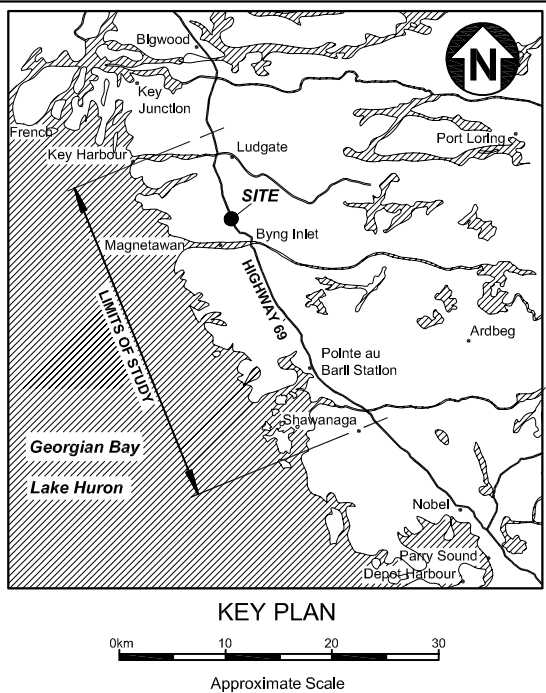 Bigwood
N
Key
Junction
French
Port Loring
Key Harbour
Ludgate
SITE
Byng Inlet
Magnetawan
HIGHWAY 69
LIMITS OF STUDY
Ardbeg
Pointe au
Baril Station
Shawanaga
Georgian Bay
Lake Huron
Nobel
Parry Sound
Depot Harbour
KEY PLAN
0km 10 20 30
Approximate Scale